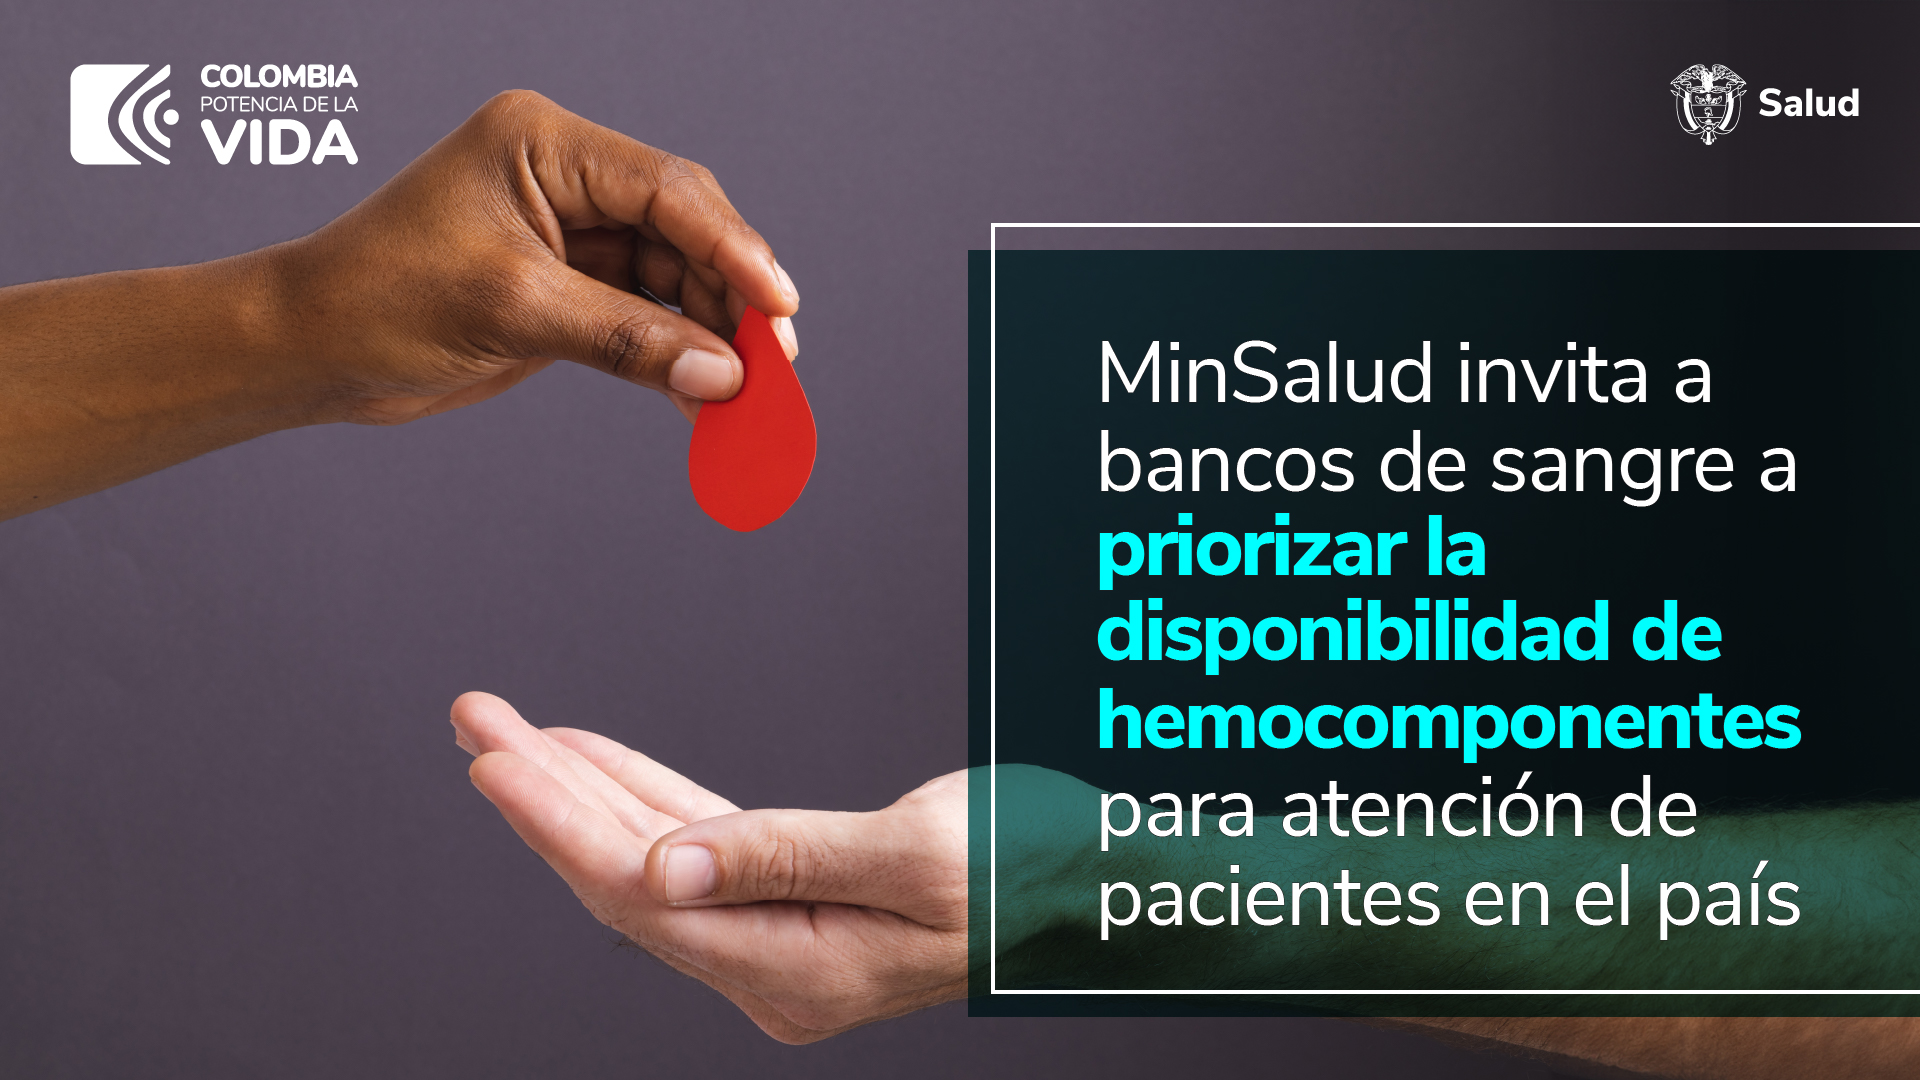 COLOMBIA
POTENCIA DE LA
VIDA
Salud
MinSalud invita a
bancos de sangre a
priorizar la
disponibilidad de
hemocomponentes
para atención de
pacientes en el país